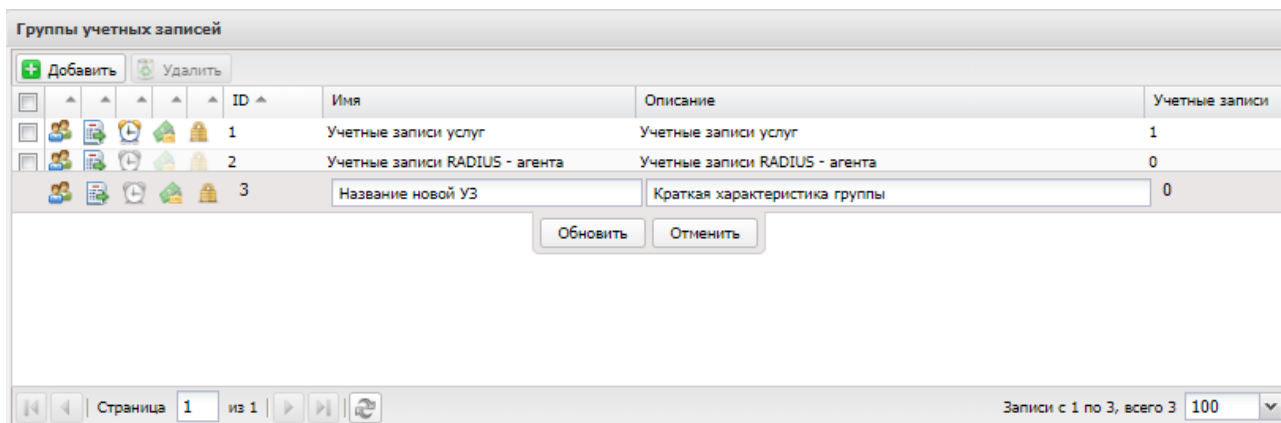 Группы учетных записей
Добавить Удалить
ID Имя Описание Учетные записи
1 Учетные записи услуг Учетные записи услуг 1
2 Учетные записи RADIUS - агента Учетные записи RADIUS - агента 0
3 Название новой УЗ Краткая характеристика группы 0
Обновить Отменить
Страница 1 из 1 Записи с 1 по 3, всего 3 100